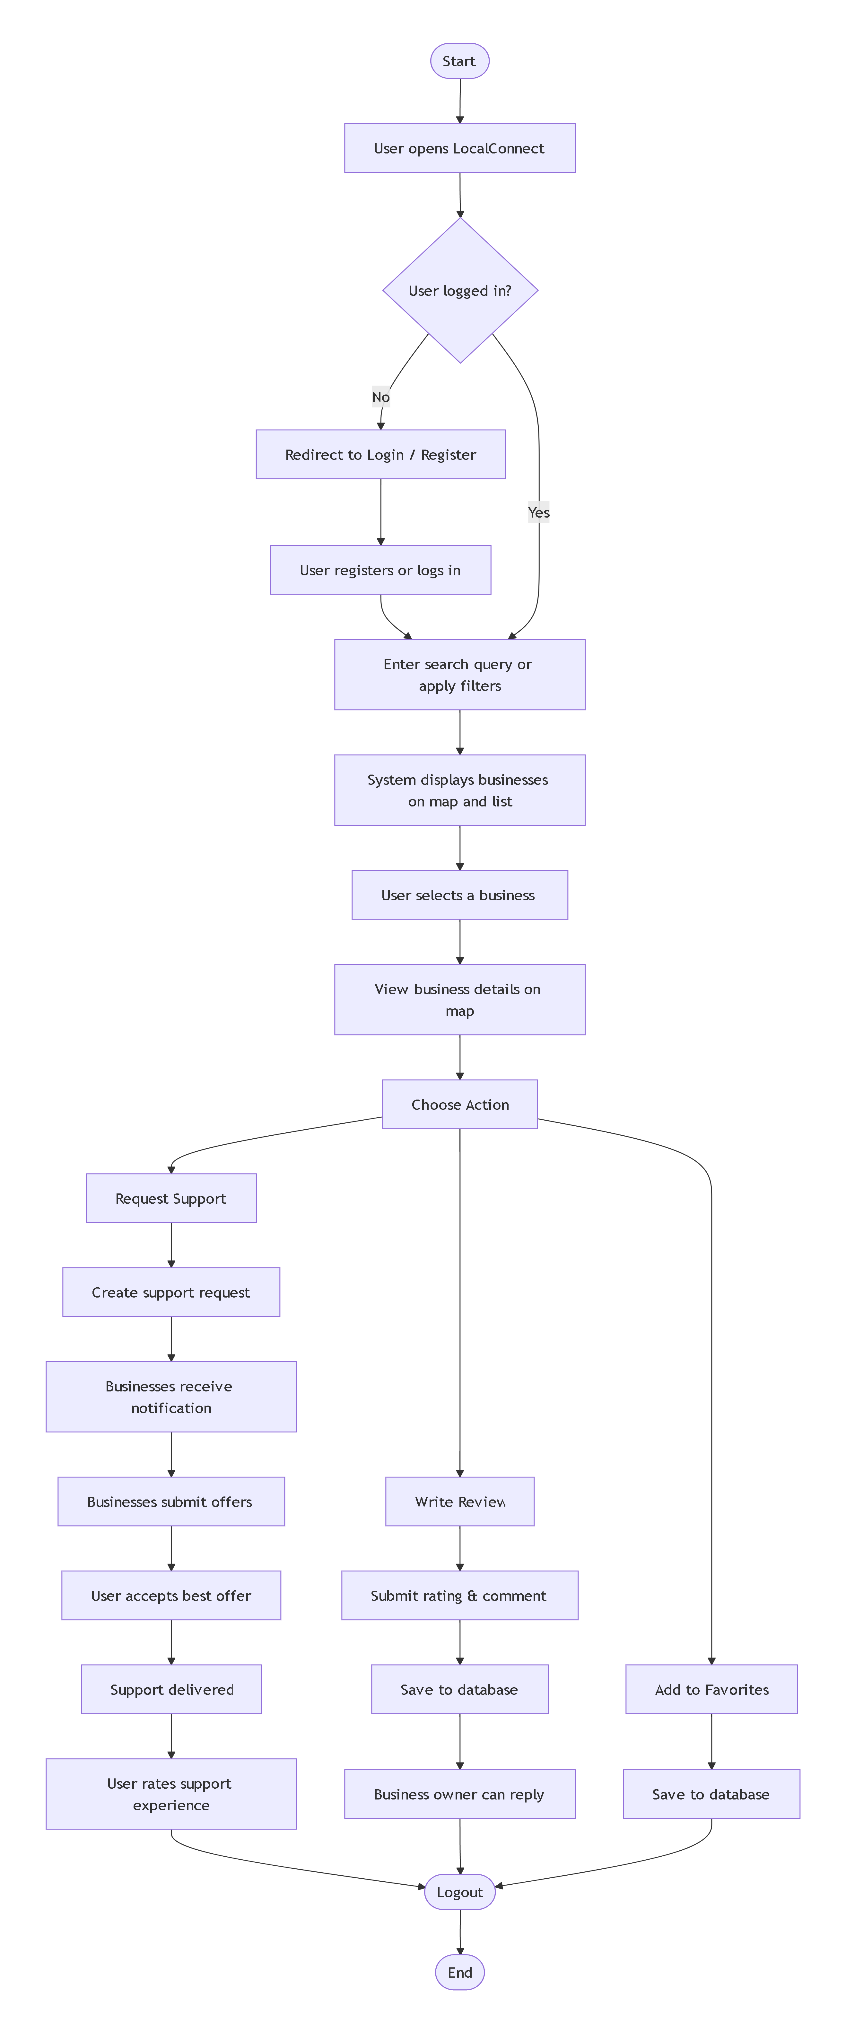 Start
User opens LocalConnect
User logged in?
No
Redirect to Login / Register
Yes
User registers or logs in
Enter search query or
apply filters
System displays businesses
on map and list
User selects a business
View business details on
map
Choose Action
Request Support
Create support request
Businesses receive
notification
Businesses submit offers
User accepts best offer
Support delivered
User rates support
experience
Write Review
Submit rating & comment
Save to database
Business owner can reply
Add to Favorites
Save to database
Logout
End